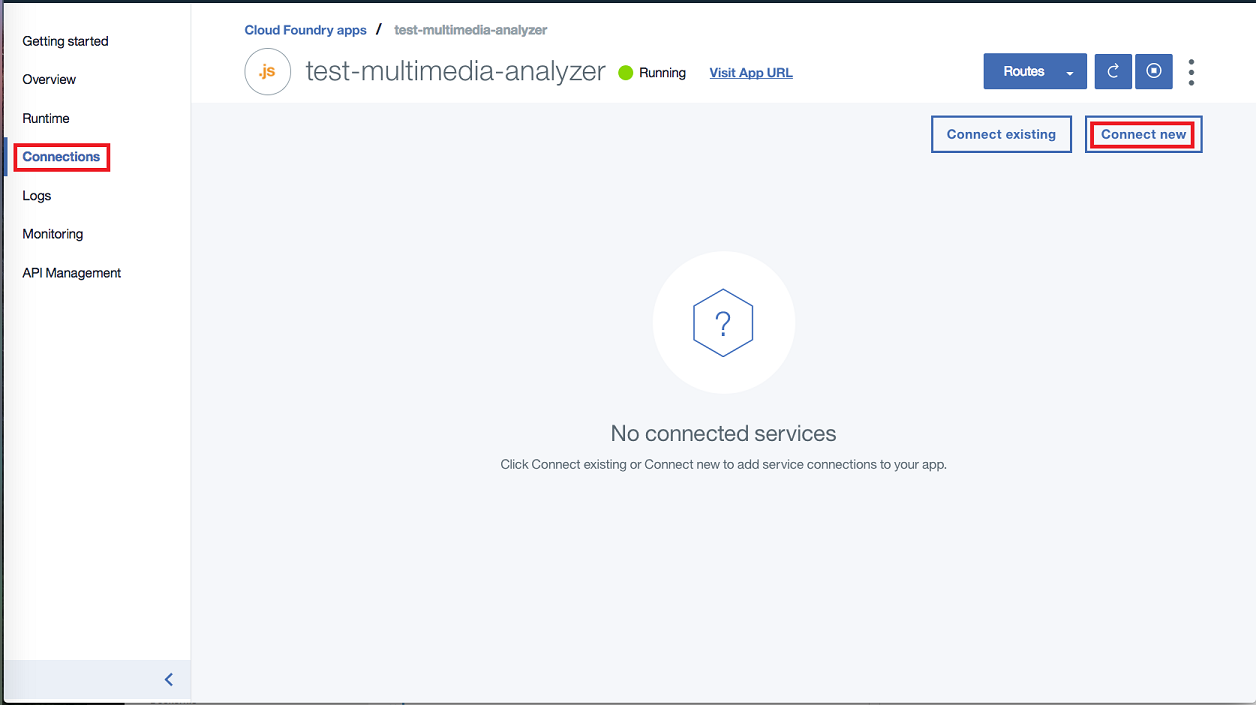 Getting started
Overview
Runtime
Connections
Logs
Monitoring
API Management
Cloud Foundry apps / test-multimedia-analyzer
.js test-multimedia-analyzer Running Visit App URL Routes
Connect existing Connect new
?
No connected services
Click Connect existing or Connect new to add service connections to your app.